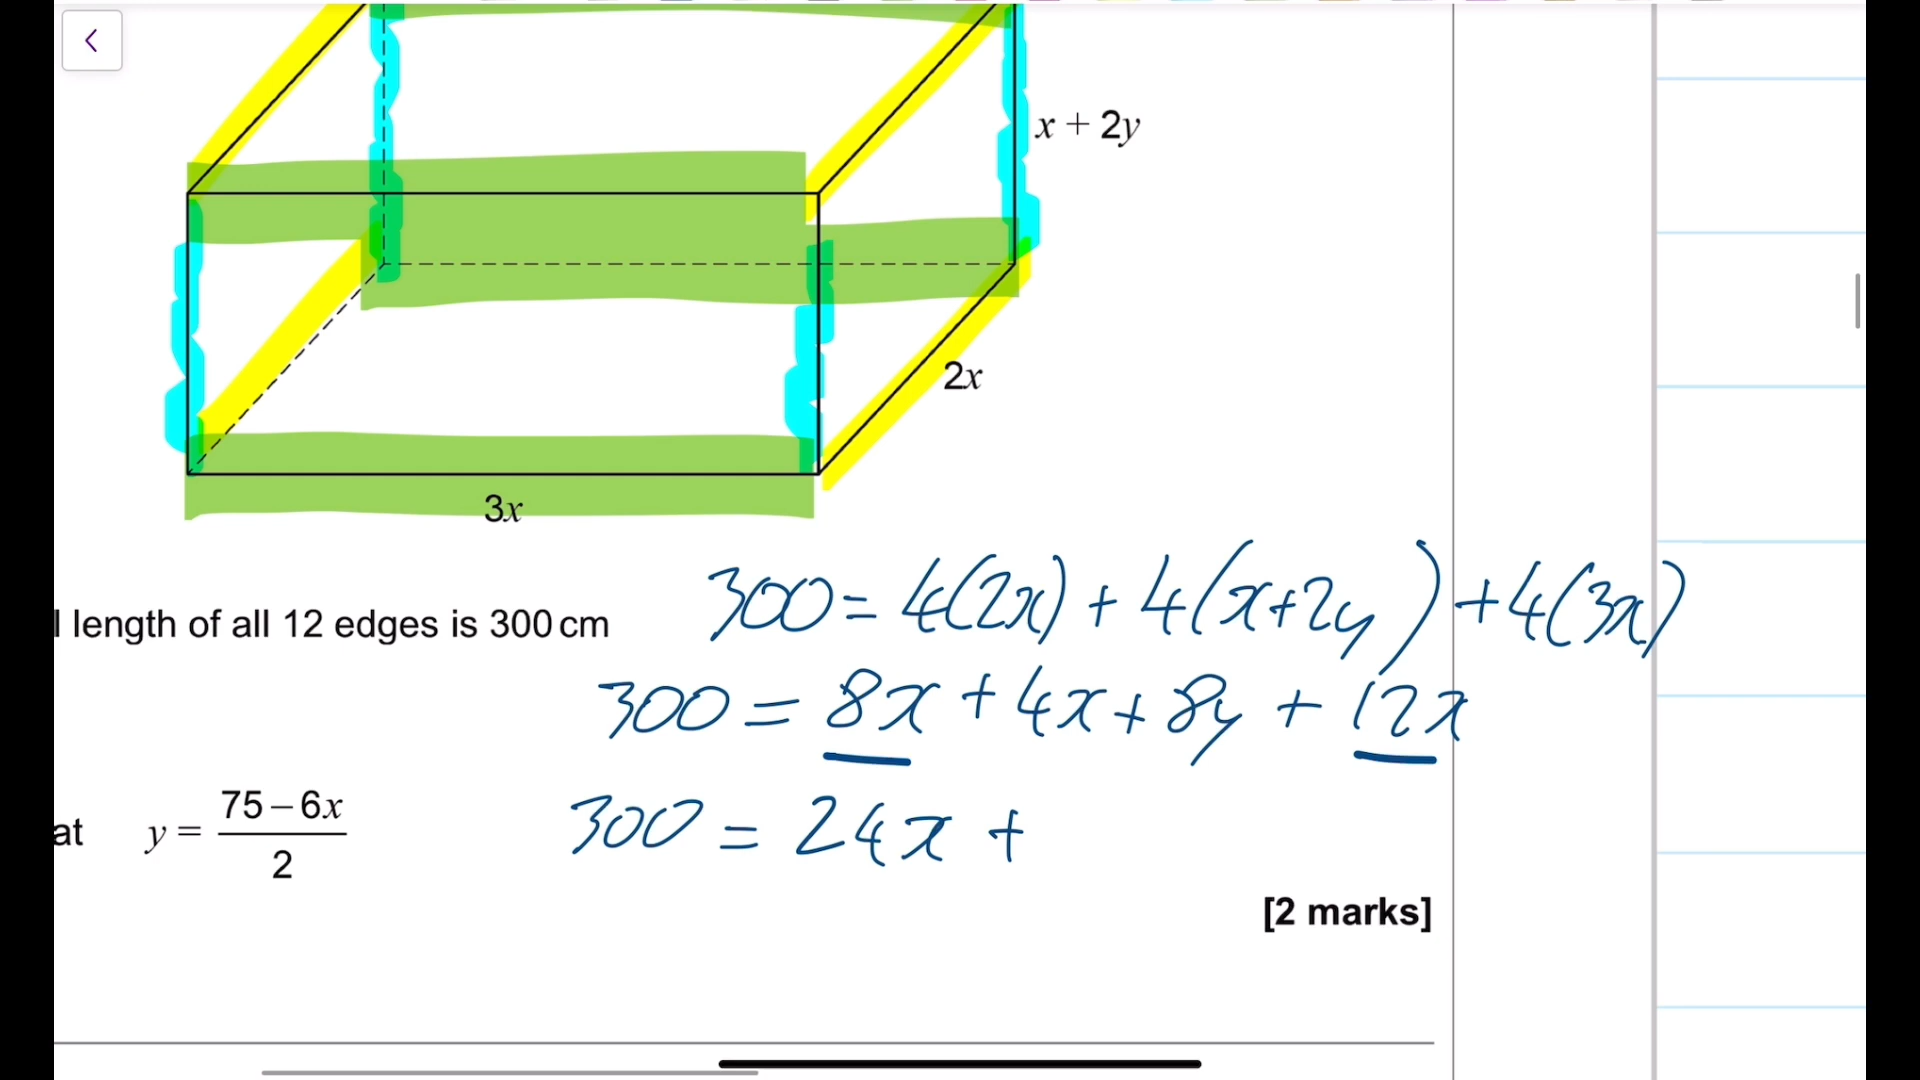 x + 2y
2x
3x
300 = 4(2x) + 4(x+2y) + 4(3x)
l length of all 12 edges is 300 cm
300 = 8x + 4x + 8y + 12x
at y = 75 – 6x / 2
300 = 24x +
[2 marks]